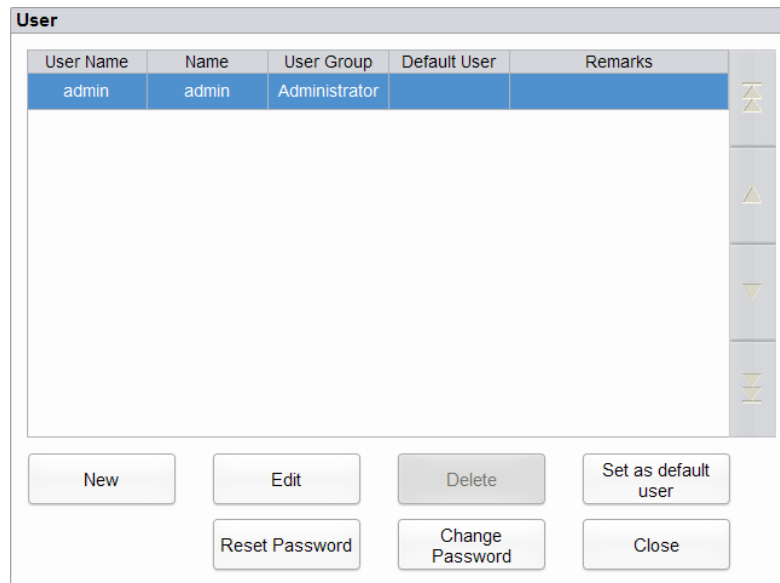 User
User Name Name User Group Default User Remarks
admin admin Administrator
New Edit Delete Set as default
user
Reset Password Change
Password Close